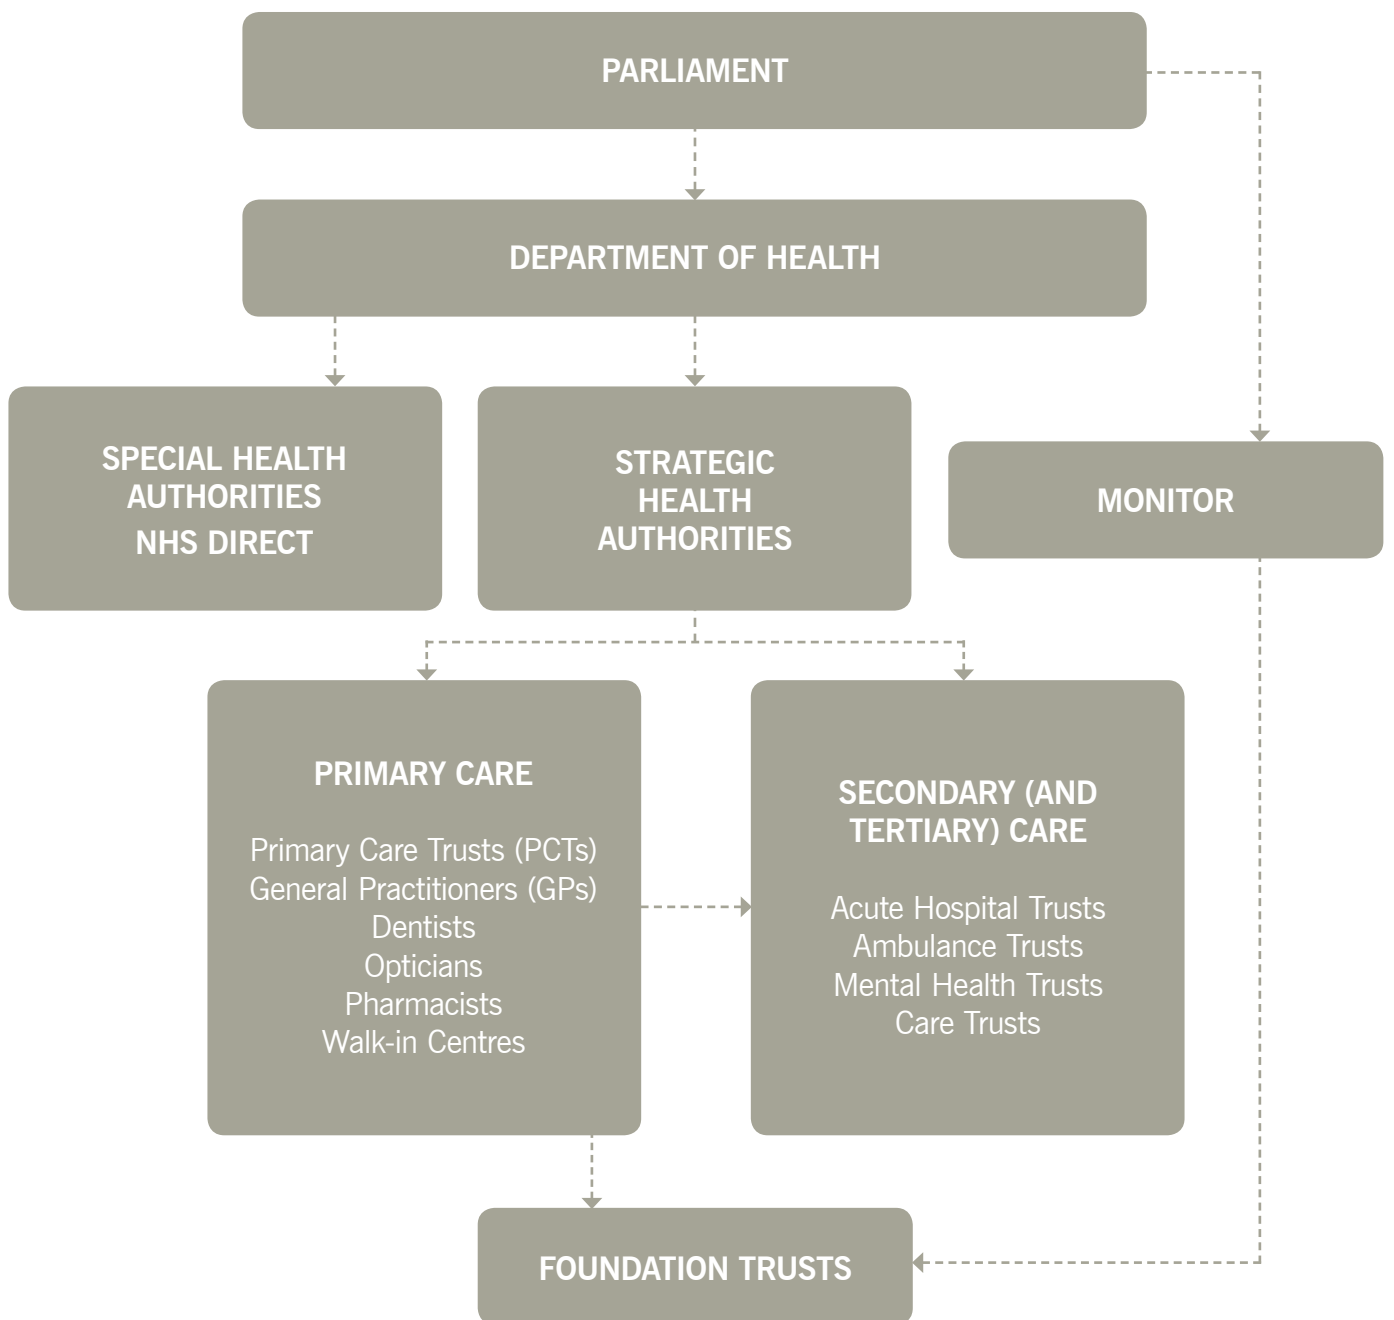 PARLIAMENT
DEPARTMENT OF HEALTH
SPECIAL HEALTH
AUTHORITIES
NHS DIRECT
STRATEGIC
HEALTH
AUTHORITIES
MONITOR
PRIMARY CARE
Primary Care Trusts (PCTs)
General Practitioners (GPs)
Dentists
Opticians
Pharmacists
Walk-in Centres
SECONDARY (AND
TERTIARY) CARE
Acute Hospital Trusts
Ambulance Trusts
Mental Health Trusts
Care Trusts
FOUNDATION TRUSTS